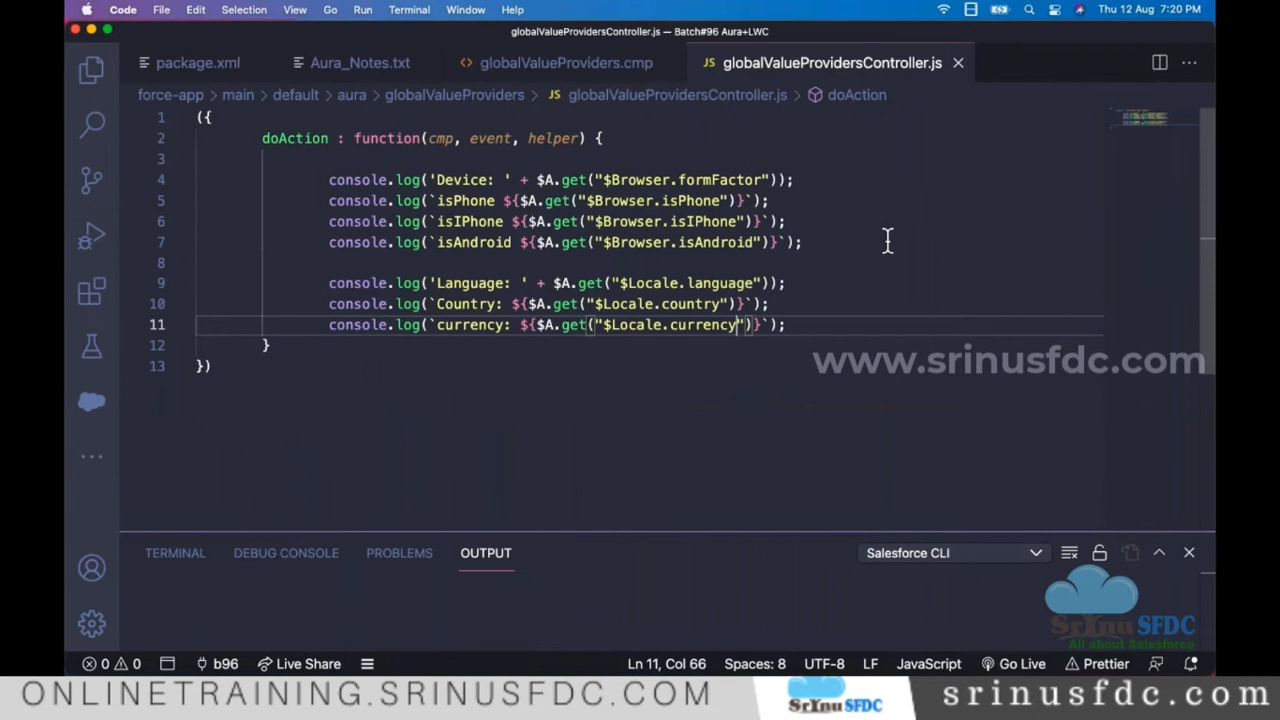 Code File Edit Selection View Go Run Terminal Window Help Thu 12 Aug 7:20 PM
globalValueProvidersController.js — Batch#96 Aura+LWC
package.xml Aura_Notes.txt globalValueProviders.cmp JS globalValueProvidersController.js
force-app > main > default > aura > globalValueProviders > JS globalValueProvidersController.js > doAction
1 ({
2 doAction : function(cmp, event, helper) {
3
4 console.log('Device: ' + $A.get("$Browser.formFactor"));
5 console.log(`isPhone ${$A.get("$Browser.isPhone")}`);
6 console.log(`isIPhone ${$A.get("$Browser.isIPhone")}`);
7 console.log(`isAndroid ${$A.get("$Browser.isAndroid")}`);
8
9 console.log('Language: ' + $A.get("$Locale.language"));
10 console.log(`Country: ${$A.get("$Locale.country")}`);
11 console.log(`currency: ${$A.get("$Locale.currency")}`);
12 }
13 })
www.srinusfdc.com
TERMINAL DEBUG CONSOLE PROBLEMS OUTPUT Salesforce CLI
SrInu SFDC
All about Salesforce
0 0 b96 Live Share Ln 11, Col 66 Spaces: 8 UTF-8 LF JavaScript Go Live Prettier
ONLINETRAINING.SRINUSFDC.COM SrInu SFDC srinusfdc.com